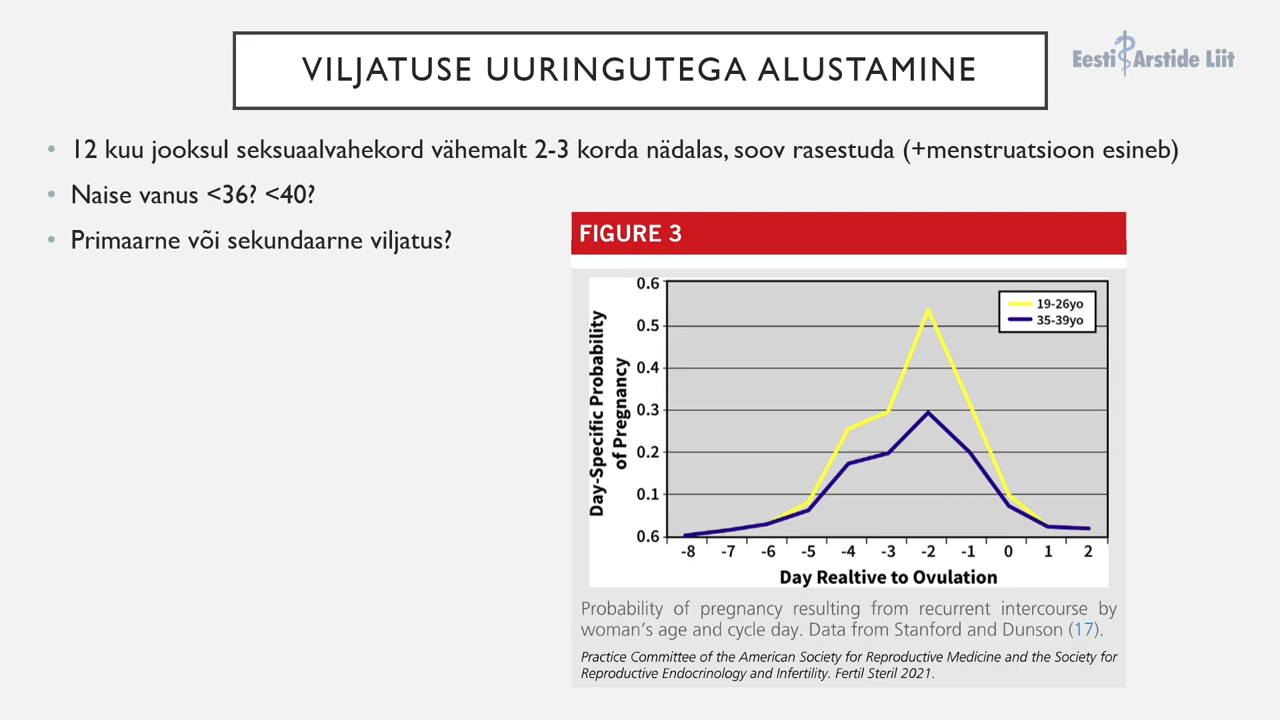 VILJATUSE UURINGUTEGA ALUSTAMINE
Eesti Arstide Liit
• 12 kuu jooksul seksuaalvahekord vähemalt 2-3 korda nädalas, soov rasestuda (+menstruatsioon esineb)
• Naise vanus <36? <40?
• Primaarne või sekundaarne viljatus?
FIGURE 3
Day-Specific Probability
of Pregnancy
0.6
0.5
0.4
0.3
0.2
0.1
0.6
19-26yo
35-39yo
-8 -7 -6 -5 -4 -3 -2 -1 0 1 2
Day Realtive to Ovulation
Probability of pregnancy resulting from recurrent intercourse by
woman's age and cycle day. Data from Stanford and Dunson (17).
Practice Committee of the American Society for Reproductive Medicine and the Society for
Reproductive Endocrinology and Infertility. Fertil Steril 2021.